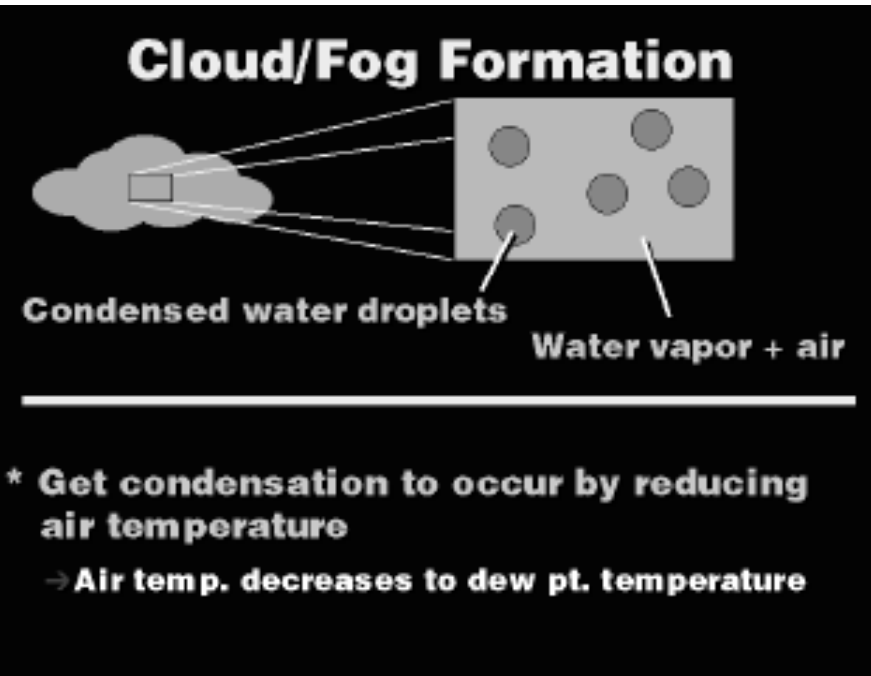 Cloud/Fog Formation
Condensed water droplets
Water vapor + air
* Get condensation to occur by reducing
air temperature
→Air temp. decreases to dew pt. temperature